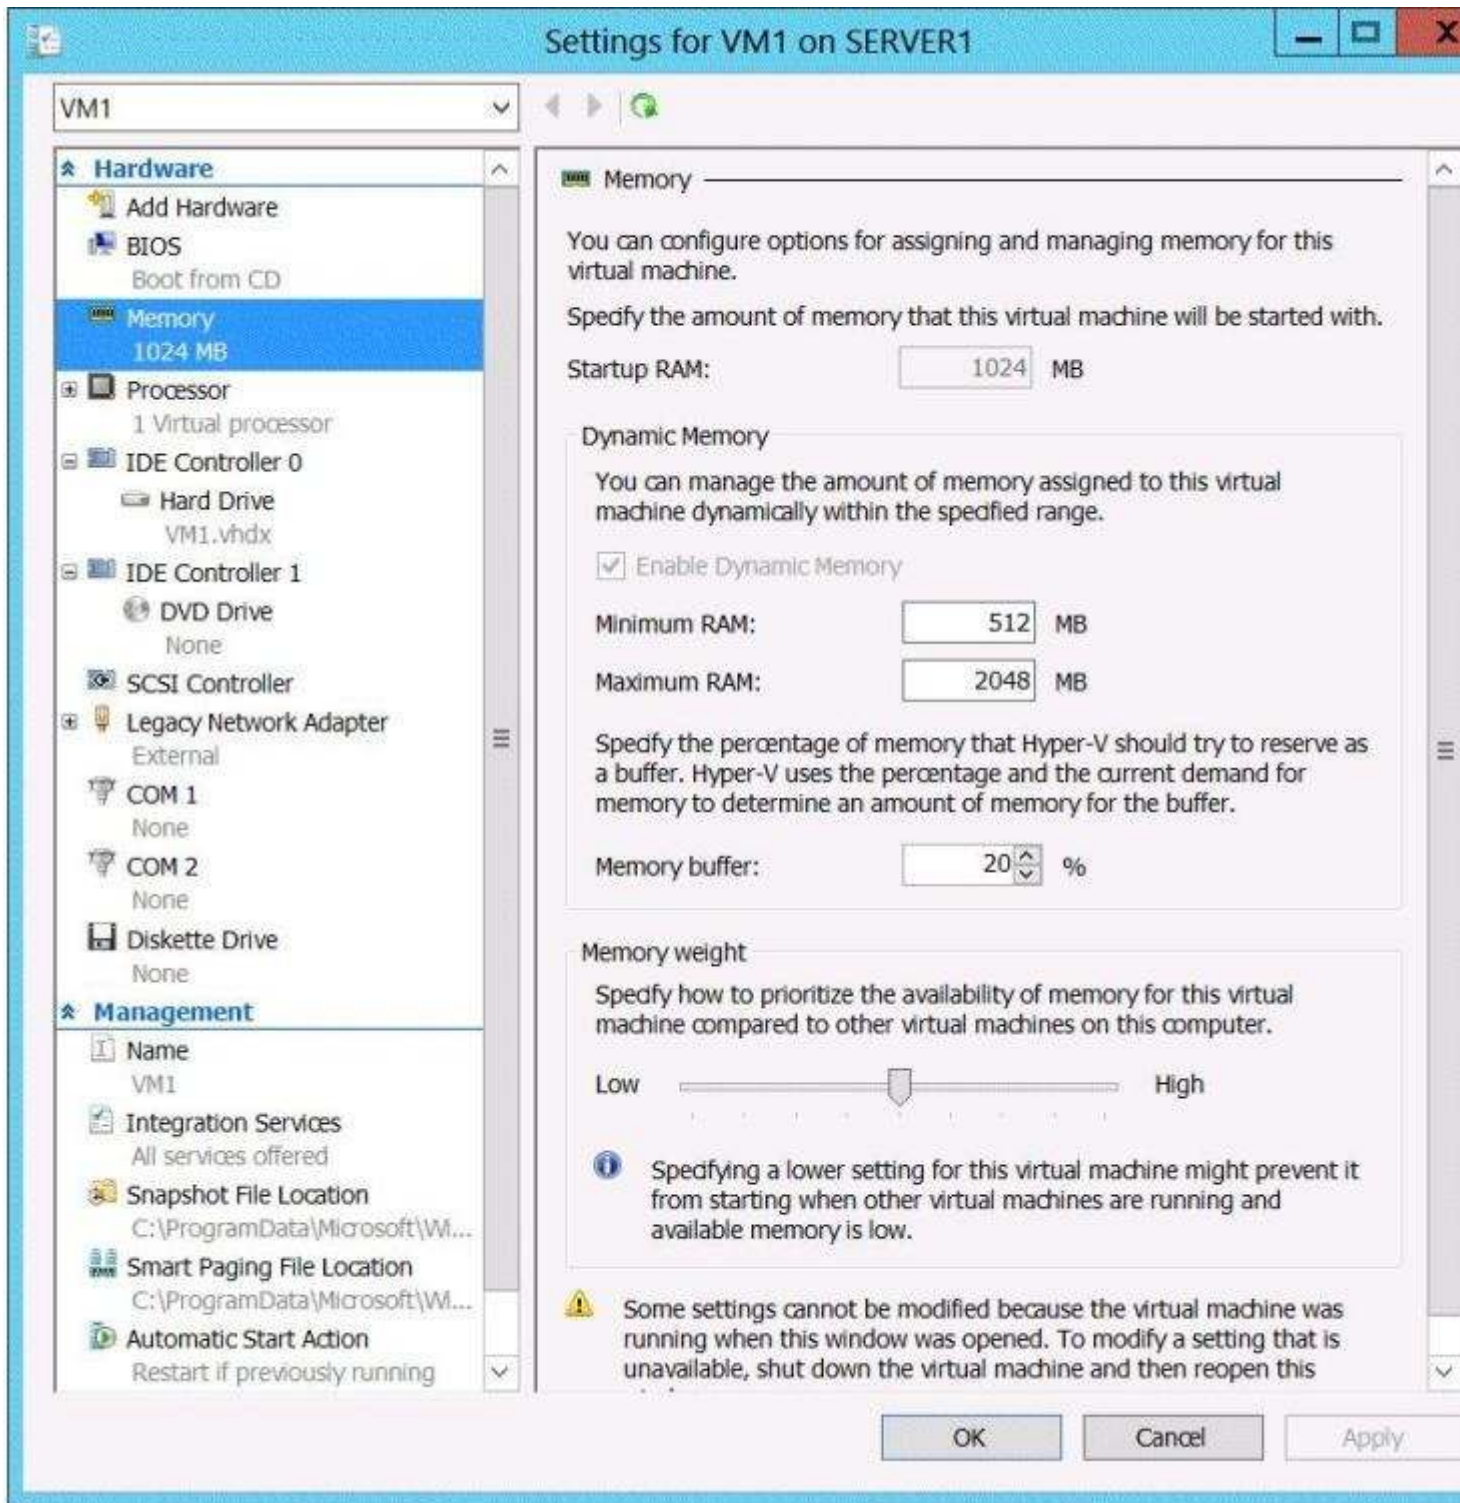 Settings for VM1 on SERVER1
VM1
Hardware
Add Hardware
BIOS
Boot from CD
Memory
1024 MB
Processor
1 Virtual processor
IDE Controller 0
Hard Drive
VM1.vhdx
IDE Controller 1
DVD Drive
None
SCSI Controller
Legacy Network Adapter
External
COM 1
None
COM 2
None
Diskette Drive
None
Management
Name
VM1
Integration Services
All services offered
Snapshot File Location
C:\ProgramData\Microsoft\Wi...
Smart Paging File Location
C:\ProgramData\Microsoft\Wi...
Automatic Start Action
Restart if previously running
Memory
You can configure options for assigning and managing memory for this
virtual machine.
Specify the amount of memory that this virtual machine will be started with.
Startup RAM: 1024 MB
Dynamic Memory
You can manage the amount of memory assigned to this virtual
machine dynamically within the specified range.
Enable Dynamic Memory
Minimum RAM: 512 MB
Maximum RAM: 2048 MB
Specify the percentage of memory that Hyper-V should try to reserve as
a buffer. Hyper-V uses the percentage and the current demand for
memory to determine an amount of memory for the buffer.
Memory buffer: 20 %
Memory weight
Specify how to prioritize the availability of memory for this virtual
machine compared to other virtual machines on this computer.
Low High
Specifying a lower setting for this virtual machine might prevent it
from starting when other virtual machines are running and
available memory is low.
Some settings cannot be modified because the virtual machine was
running when this window was opened. To modify a setting that is
unavailable, shut down the virtual machine and then reopen this
OK Cancel Apply